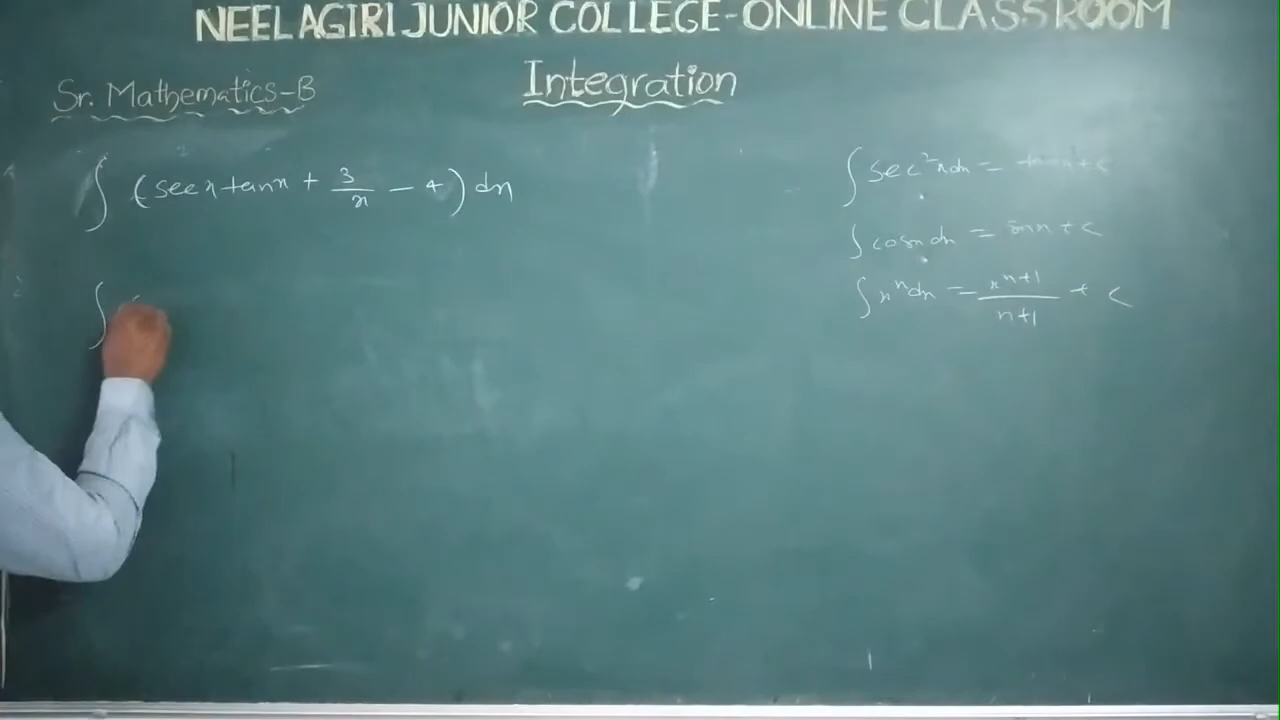 NEELAGIRI JUNIOR COLLEGE-ONLINE CLASSROOM
Integration
Sr. Mathematics-B
∫ (secx tanx + 3/x - 4) dx
∫
∫ sec²x dx = tanx + c
∫ cosx dx = sinx + c
∫ xⁿ dx = xⁿ⁺¹/n+1 + c